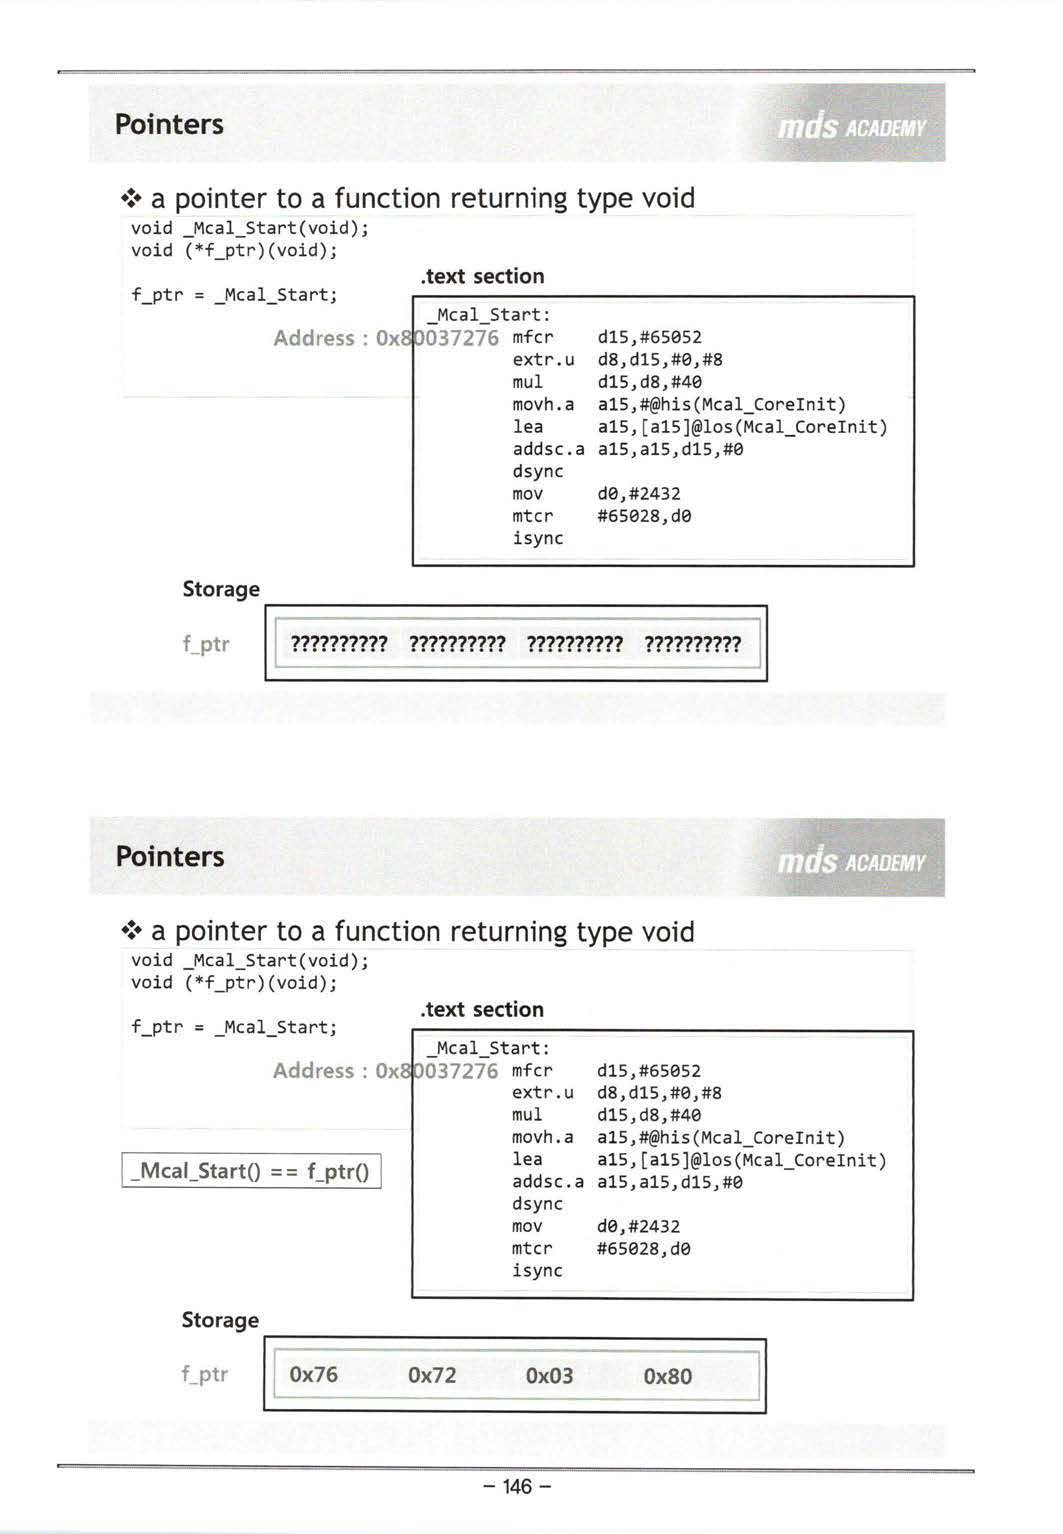 Pointers
mds ACADEMY
❖ a pointer to a function returning type void
void _Mcal_Start(void);
void (*f_ptr)(void);
f_ptr = _Mcal_Start;
.text section
_Mcal_Start:
Address : 0x80037276 mfcr d15,#65052
extr.u d8,d15,#0,#8
mul d15,d8,#40
movh.a a15,#@his(Mcal_CoreInit)
lea a15,[a15]@los(Mcal_CoreInit)
addsc.a a15,a15,d15,#0
dsync
mov d0,#2432
mtcr #65028,d0
isync
Storage
f_ptr ?????????? ?????????? ?????????? ??????????
Pointers
mds ACADEMY
❖ a pointer to a function returning type void
void _Mcal_Start(void);
void (*f_ptr)(void);
f_ptr = _Mcal_Start;
.text section
_Mcal_Start:
Address : 0x80037276 mfcr d15,#65052
extr.u d8,d15,#0,#8
mul d15,d8,#40
movh.a a15,#@his(Mcal_CoreInit)
lea a15,[a15]@los(Mcal_CoreInit)
addsc.a a15,a15,d15,#0
dsync
mov d0,#2432
mtcr #65028,d0
isync
_Mcal_Start() == f_ptr()
Storage
f_ptr 0x76 0x72 0x03 0x80
– 146 –